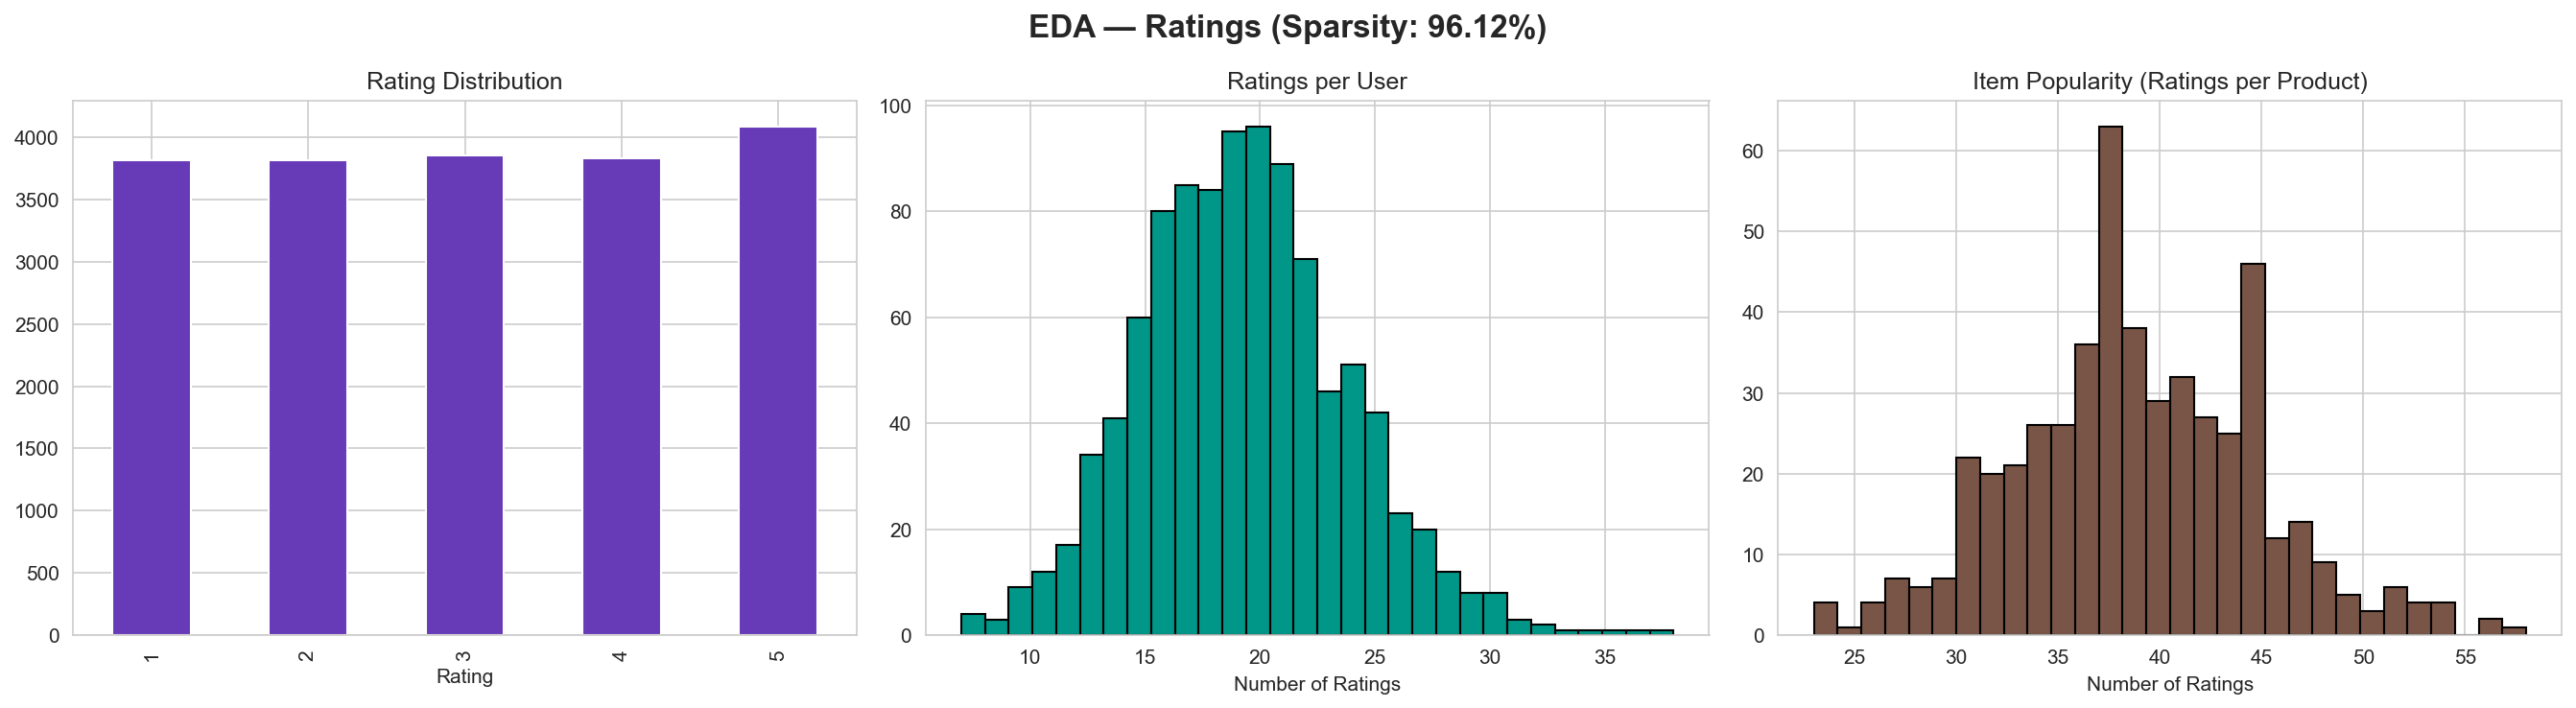 EDA — Ratings (Sparsity: 96.12%)
Rating Distribution
4000
3500
3000
2500
2000
1500
1000
500
0
1 2 3 4 5
Rating
Ratings per User
100
80
60
40
20
0
10 15 20 25 30 35
Number of Ratings
Item Popularity (Ratings per Product)
60
50
40
30
20
10
0
25 30 35 40 45 50 55
Number of Ratings